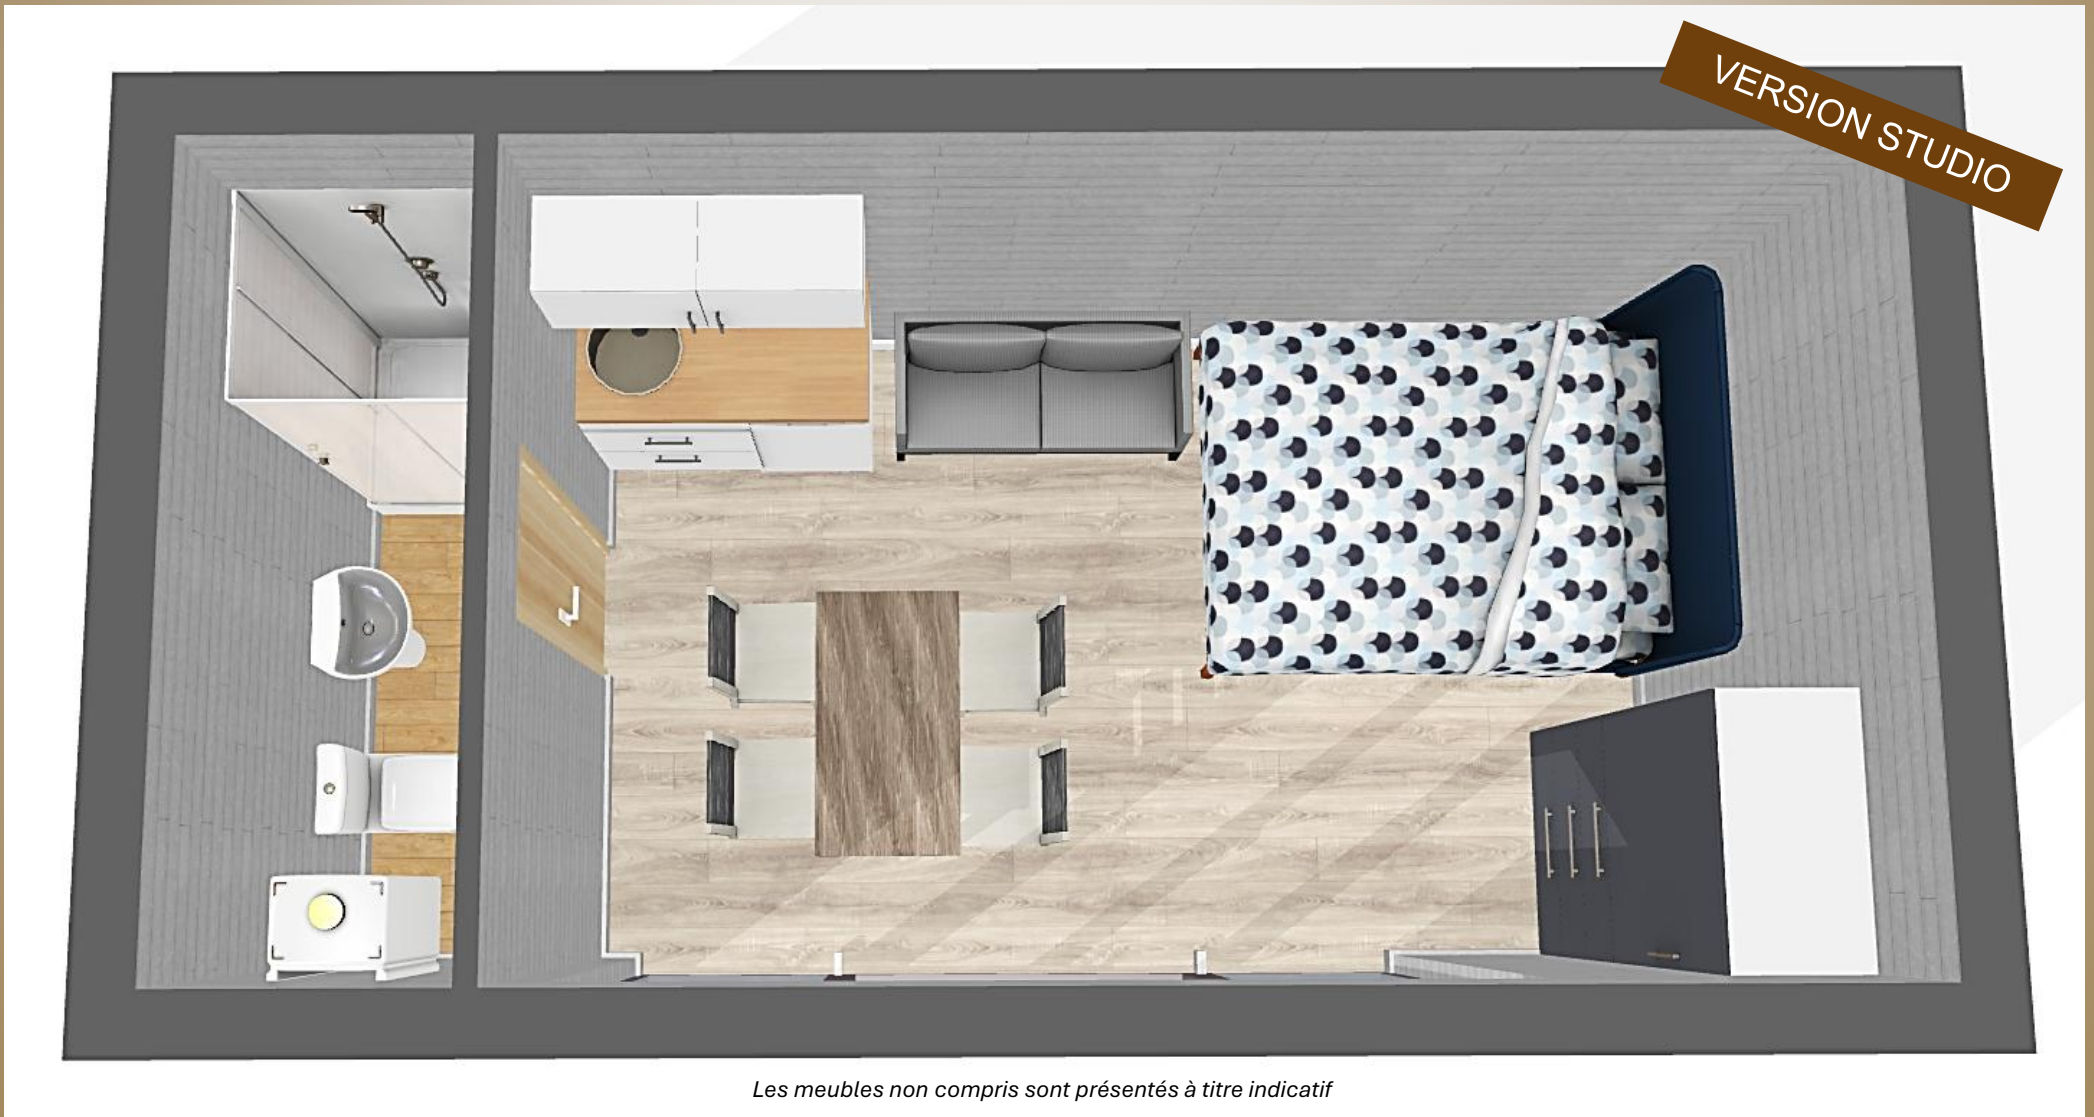 VERSION STUDIO
Les meubles non compris sont présentés à titre indicatif